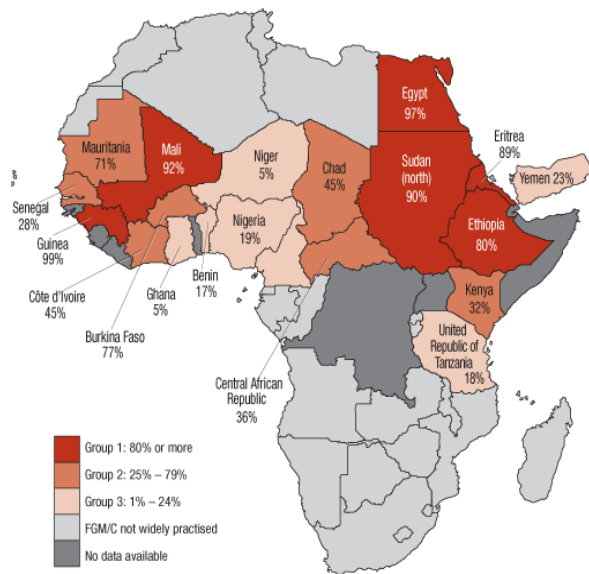 Egypt
97%
Mauritania
71%
Mali
92%
Niger
5%
Chad
45%
Sudan
(north)
90%
Eritrea
89%
Yemen 23%
Senegal
28%
Guinea
99%
Nigeria
19%
Ethiopia
80%
Côte d'Ivoire
45%
Burkina Faso
77%
Ghana
5%
Benin
17%
Kenya
32%
Central African
Republic
36%
United
Republic of
Tanzania
18%
Group 1: 80% or more
Group 2: 25% – 79%
Group 3: 1% – 24%
FGM/C not widely practised
No data available